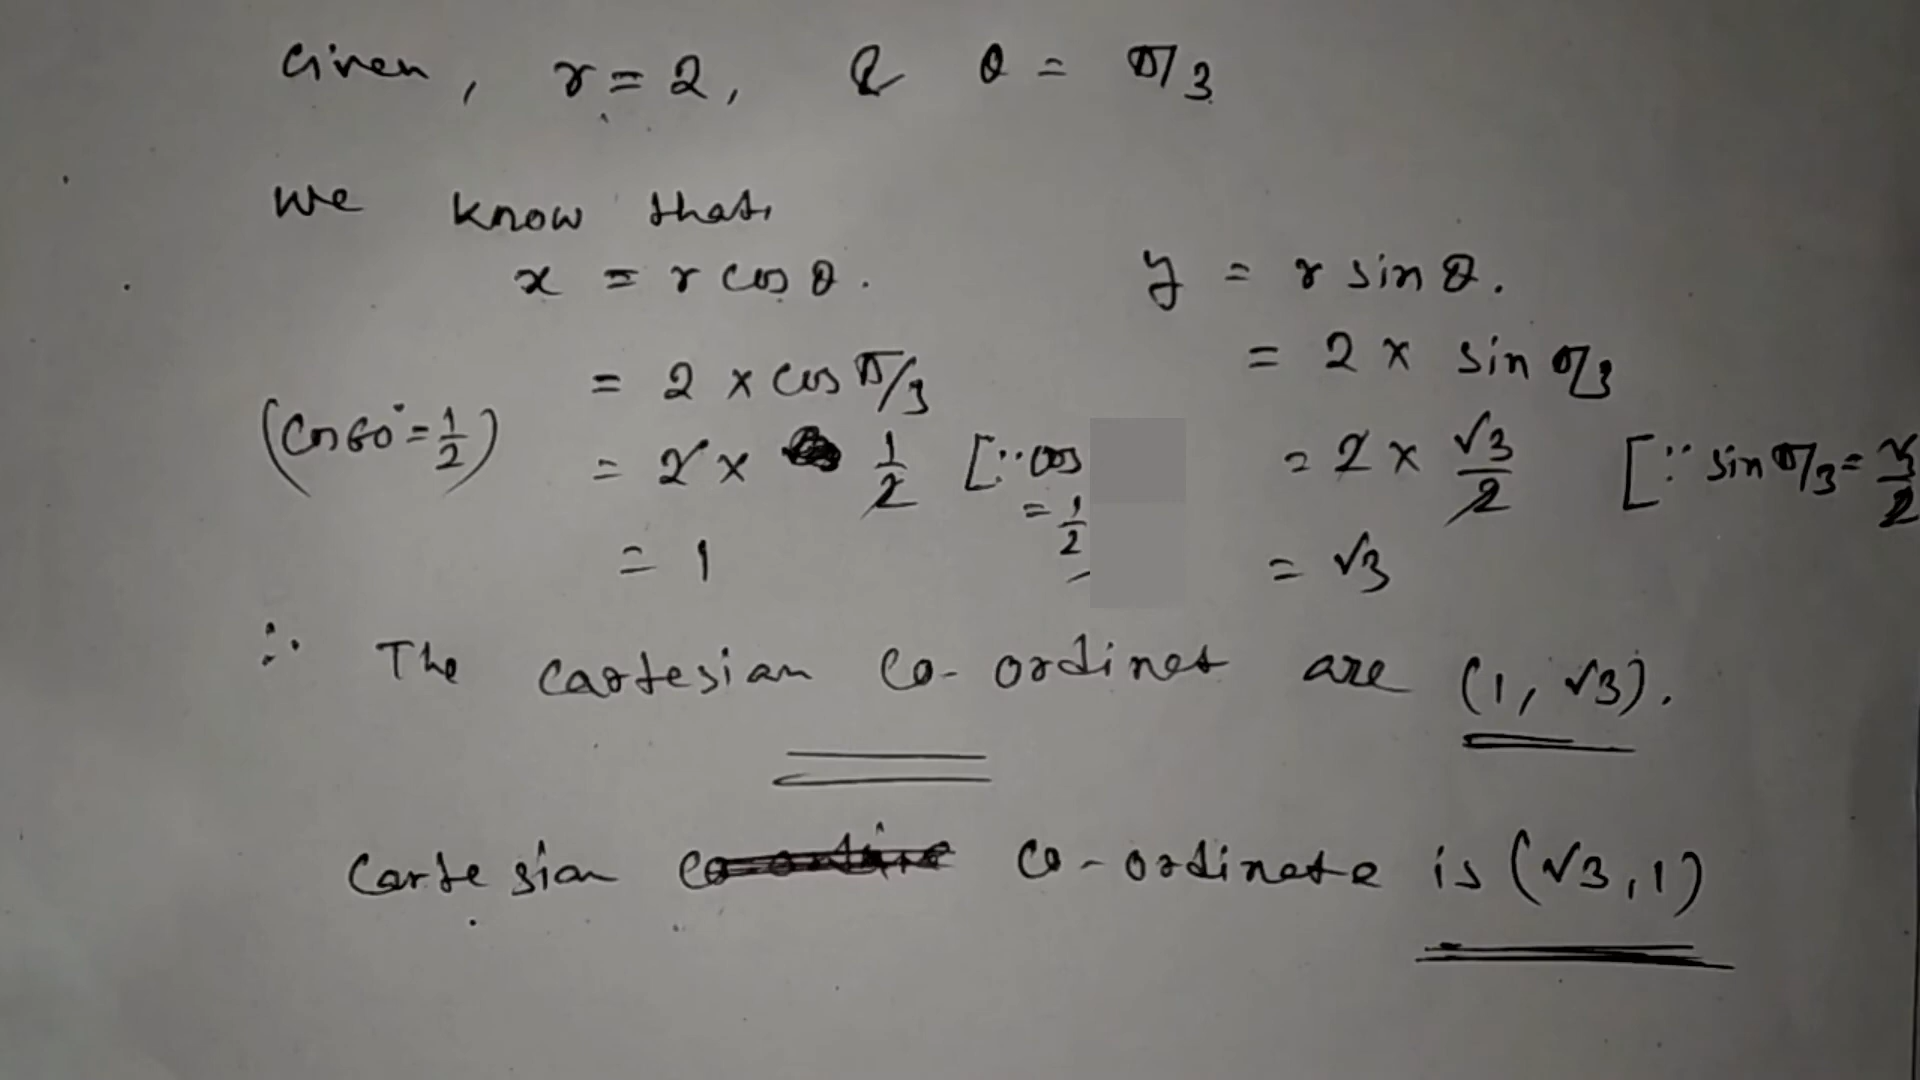 Given, r = 2, & θ = π/3
We know that,
x = r cos θ.
= 2 × cos π/3
(Cos 60° = 1/2)
= 2 × 1/2 [∵ cos
= 1/2
= 1
y = r sin θ.
= 2 × sin π/3
= 2 × √3/2 [∵ sin π/3 = √3/2
= √3
∴ The cartesian co-ordinet are (1, √3).
Cartesian co-ordinate is (√3, 1)